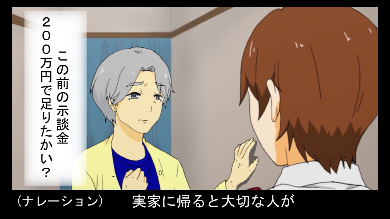 この前の示談金
２００万円で足りたかい？
（ナレーション）　実家に帰ると大切な人が